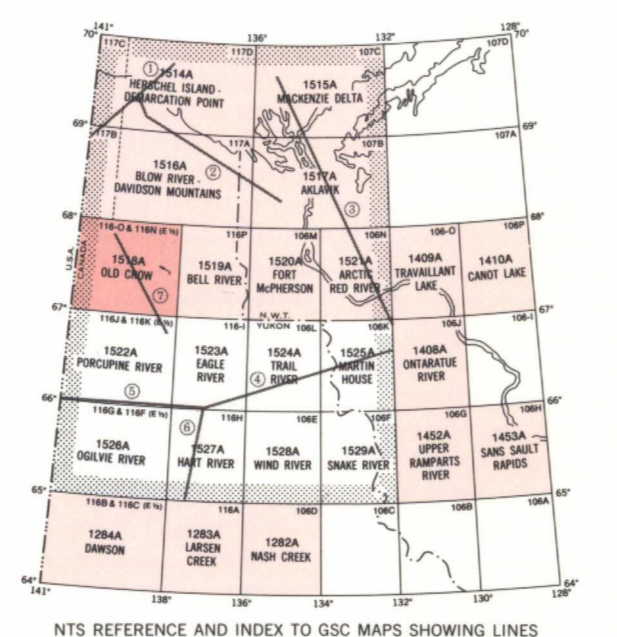 141°
136°
132°
128°
70°
70°
117C
117D
107C
107D
① 1514A
HERSCHEL ISLAND -
DEMARCATION POINT
1515A
MACKENZIE DELTA
69°
69°
117B
117A
107B
107A
1516A
BLOW RIVER -
DAVIDSON MOUNTAINS
②
1517A
AKLAVIK
③
68°
68°
116-O & 116N (E ½)
116P
106M
106N
106-O
106P
U.S.A.
CANADA
1518A
OLD CROW
⑦
1519A
BELL RIVER
1520A
FORT
McPHERSON
1521A
ARCTIC
RED RIVER
1409A
TRAVAILLANT
LAKE
1410A
CANOT LAKE
67°
67°
N.W.T.
YUKON
116J & 116K (E ½)
116-I
106L
106K
106J
106-I
1522A
PORCUPINE RIVER
1523A
EAGLE
RIVER
1524A
TRAIL
RIVER
④
1525A
MARTIN
HOUSE
1408A
ONTARATUE
RIVER
⑤
66°
66°
116G & 116F (E ½)
116H
106E
106F
106G
106H
⑥
1526A
OGILVIE RIVER
1527A
HART RIVER
1528A
WIND RIVER
1529A
SNAKE RIVER
1452A
UPPER
RAMPARTS
RIVER
1453A
SANS SAULT
RAPIDS
65°
65°
116B & 116C (E ½)
116A
106D
106C
106B
106A
1284A
DAWSON
1283A
LARSEN
CREEK
1282A
NASH CREEK
64°
64°
141°
138°
136°
134°
132°
130°
128°
NTS REFERENCE AND INDEX TO GSC MAPS SHOWING LINES